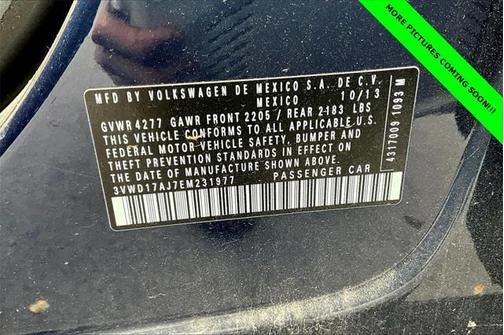 MORE PICTURES COMING SOON!!!
MFD BY VOLKSWAGEN DE MEXICO S.A. DE C.V.
MEXICO 10/13
GVWR 4277 GAWR FRONT 2205 / REAR 2183 LBS
THIS VEHICLE CONFORMS TO ALL APPLICABLE U.S.
FEDERAL MOTOR VEHICLE SAFETY, BUMPER AND
THEFT PREVENTION STANDARDS IN EFFECT ON
THE DATE OF MANUFACTURE SHOWN ABOVE.
3VWD17AJ7EM231977 PASSENGER CAR
4317009 1093 M